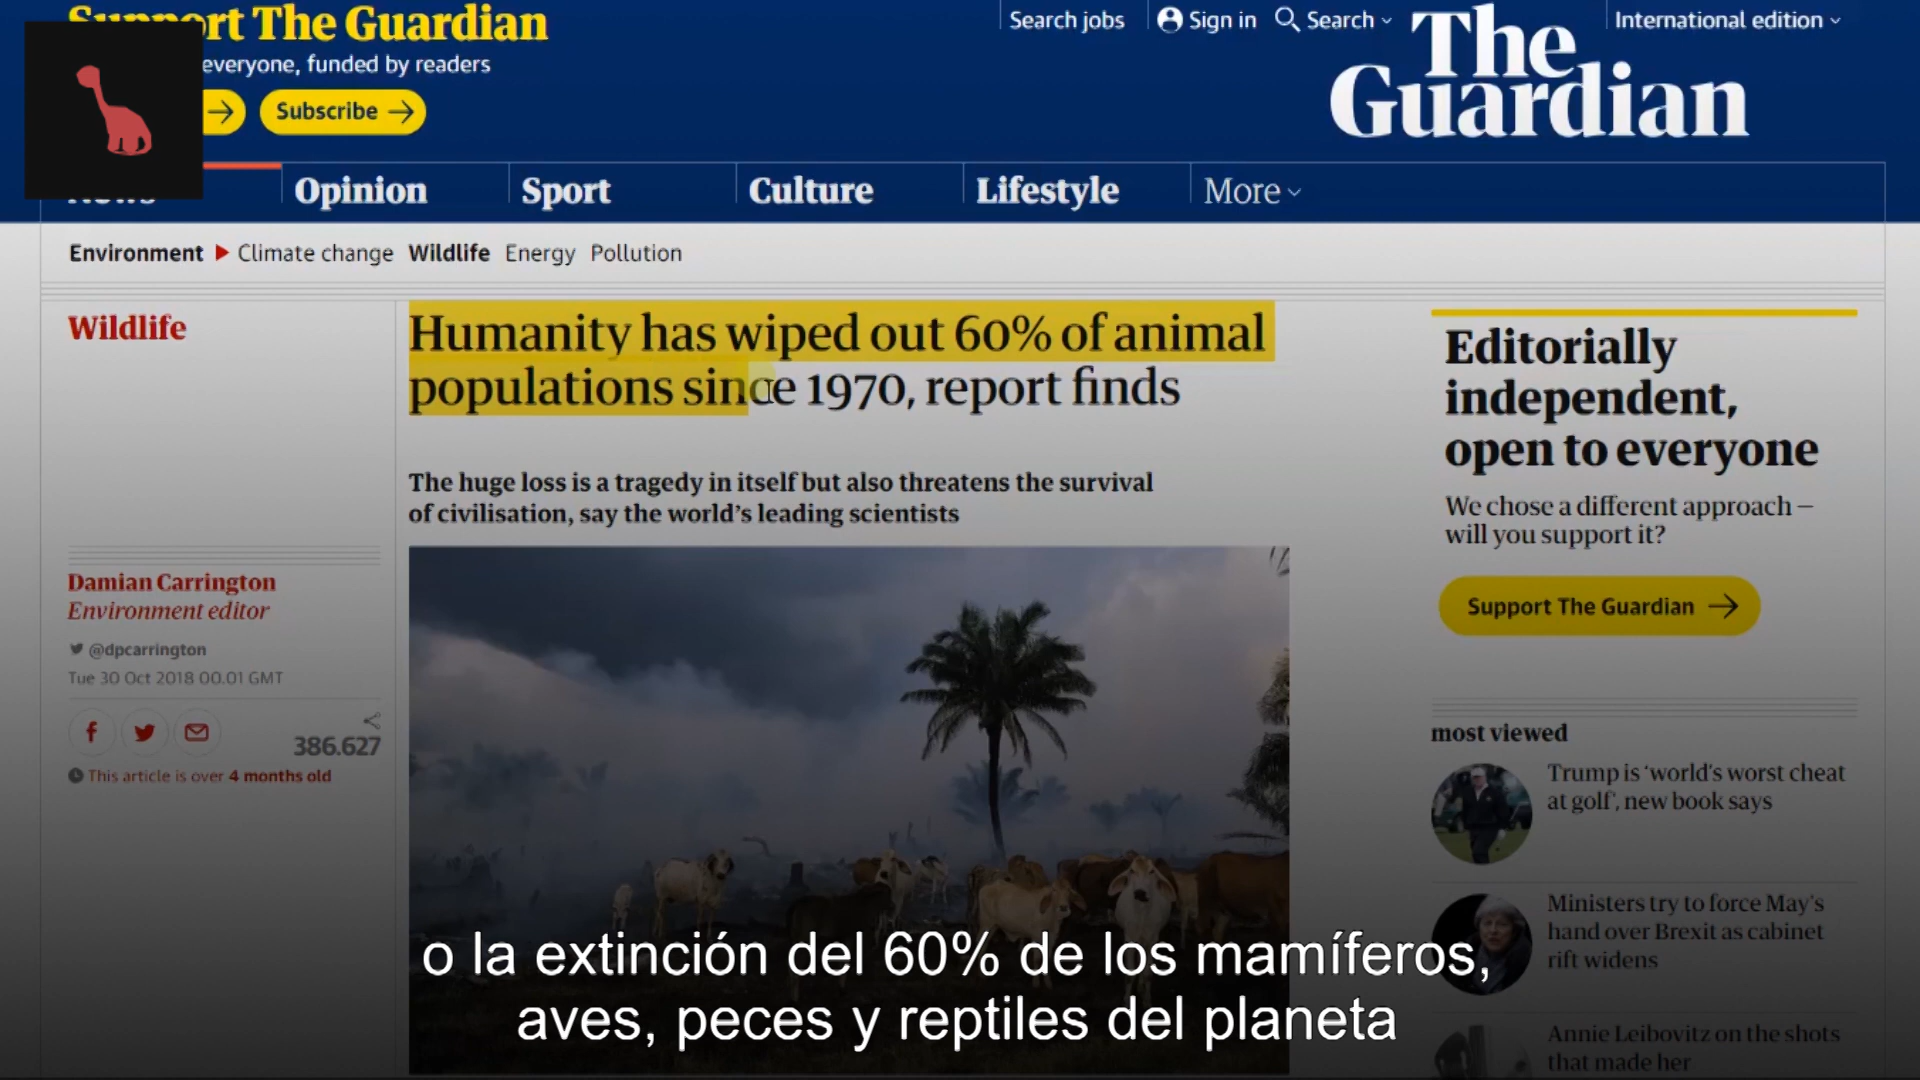 Support The Guardian
everyone, funded by readers
Subscribe
Search jobs
Sign in
Search
International edition
The
Guardian
News
Opinion
Sport
Culture
Lifestyle
More
Environment
Climate change
Wildlife
Energy
Pollution
Wildlife
Humanity has wiped out 60% of animal
populations since 1970, report finds
The huge loss is a tragedy in itself but also threatens the survival
of civilisation, say the world's leading scientists
Damian Carrington
Environment editor
@dpcarrington
Tue 30 Oct 2018 00.01 GMT
386.627
This article is over 4 months old
Editorially
independent,
open to everyone
We chose a different approach –
will you support it?
Support The Guardian
most viewed
Trump is 'world's worst cheat
at golf', new book says
Ministers try to force May's
hand over Brexit as cabinet
rift widens
Annie Leibovitz on the shots
that made her
o la extinción del 60% de los mamíferos,
aves, peces y reptiles del planeta